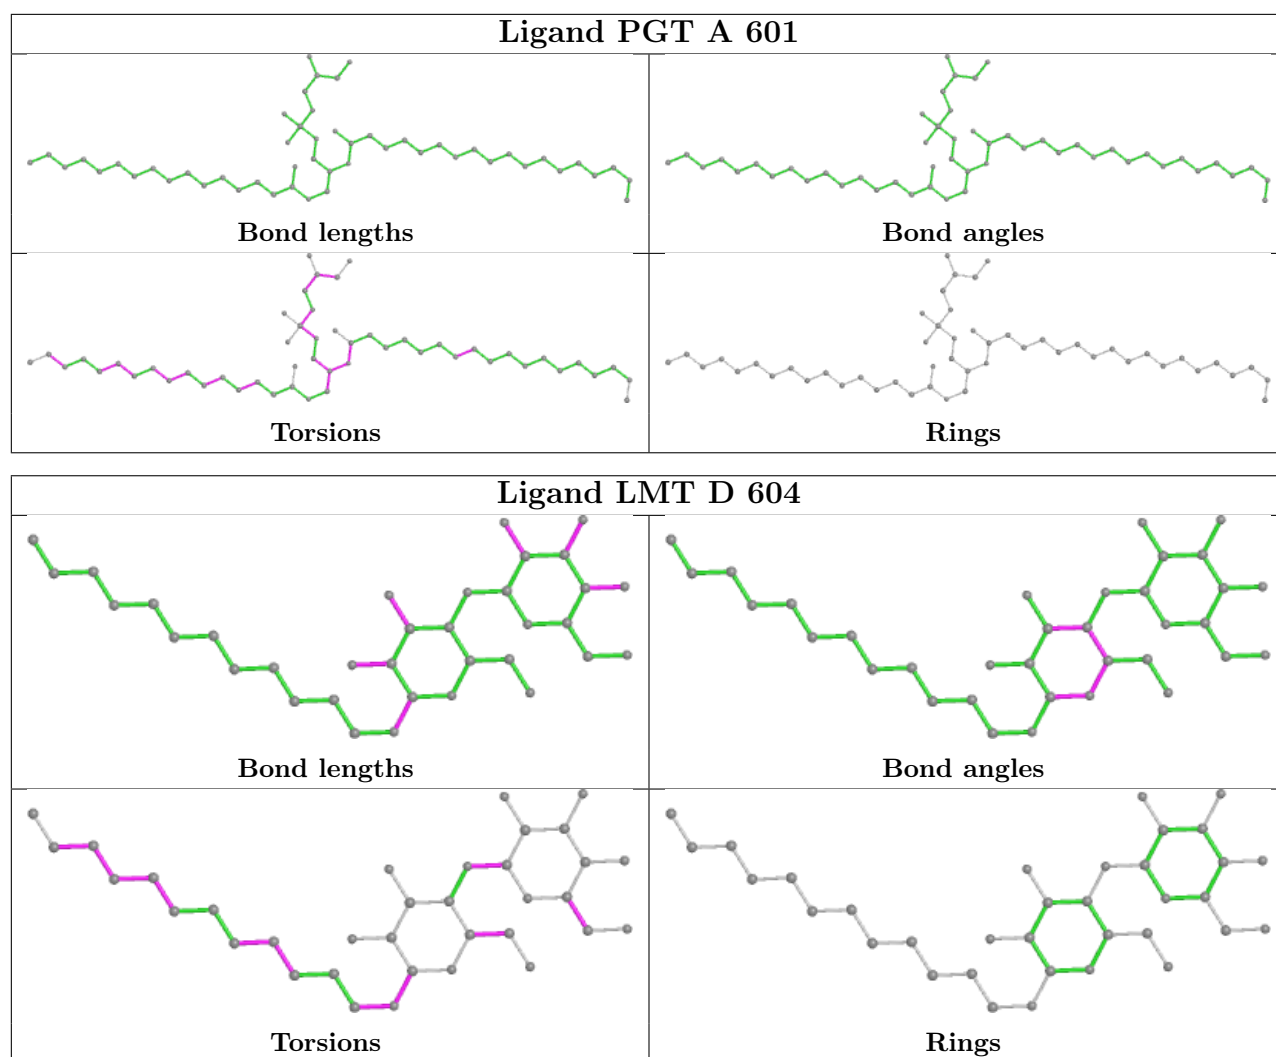 Ligand PGT A 601
Bond lengths
Bond angles
Torsions
Rings
Ligand LMT D 604
Bond lengths
Bond angles
Torsions
Rings